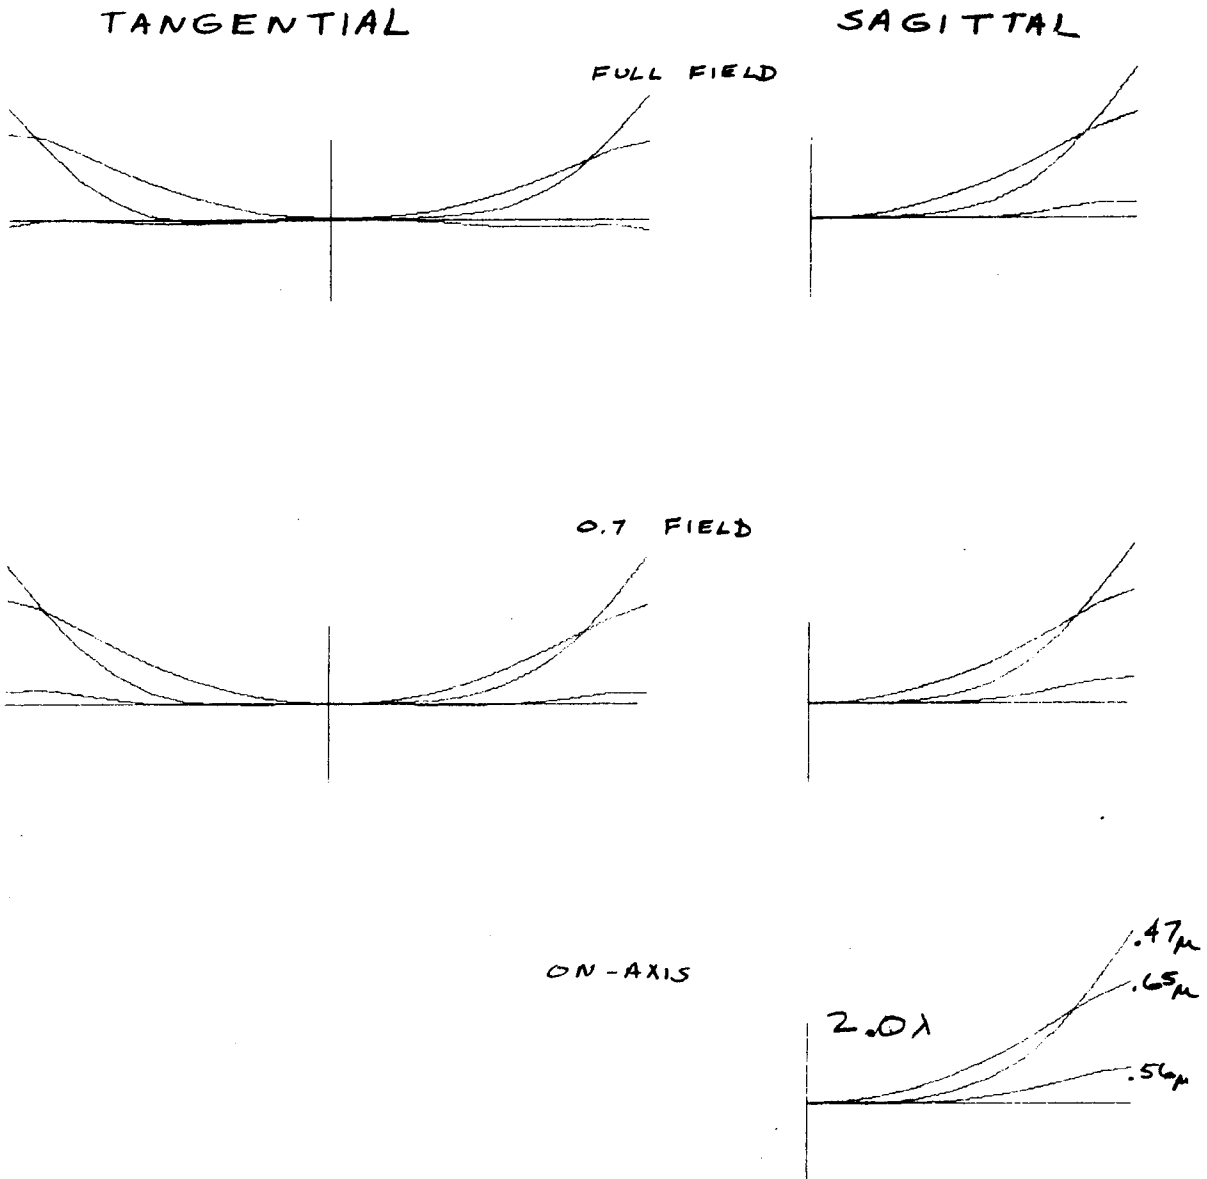 TANGENTIAL
SAGITTAL
FULL FIELD
0.7 FIELD
ON-AXIS
2.0λ
.47μ
.65μ
.56μ